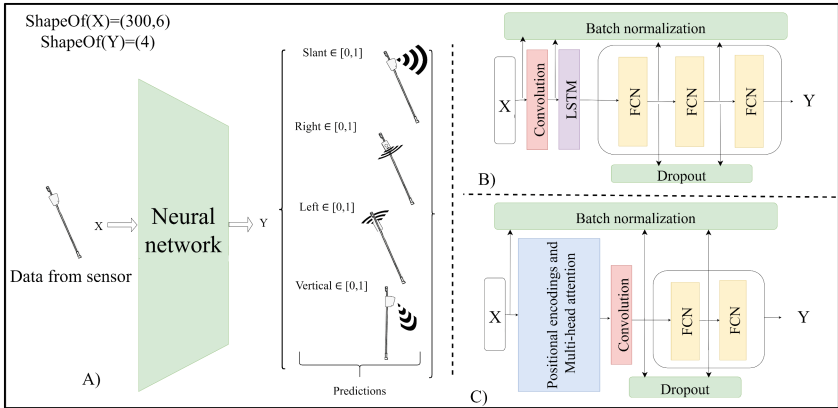 ShapeOf(X)=(300,6)
ShapeOf(Y)=(4)
Data from sensor
X
Neural
network
Y
Slant ∈ [0,1]
Right ∈ [0,1]
Left ∈ [0,1]
Vertical ∈ [0,1]
Predictions
A)
Batch normalization
X
Convolution
LSTM
FCN
FCN
FCN
Y
Dropout
B)
Batch normalization
X
Positional encodings and
Multi-head attention
Convolution
FCN
FCN
Y
Dropout
C)